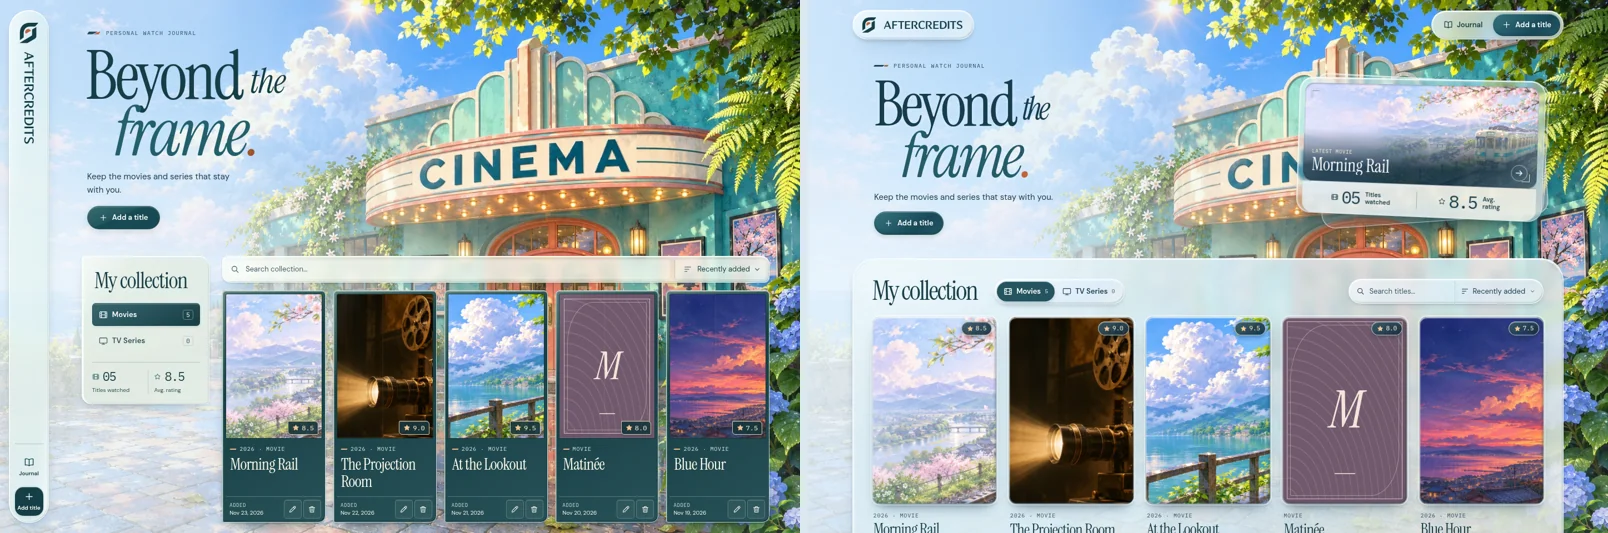 AFTERCREDITS
PERSONAL WATCH JOURNAL
Beyond the
frame.
Keep the movies and series that stay
with you.
+ Add a title
CINEMA
My collection
Movies 5
TV Series 0
05
Titles watched
8.5
Avg. rating
Search collection...
Recently added
★ 8.5
2026 · MOVIE
Morning Rail
ADDED
Nov 23, 2026
★ 9.0
2026 · MOVIE
The Projection
Room
ADDED
Nov 22, 2026
★ 9.5
2026 · MOVIE
At the Lookout
ADDED
Nov 21, 2026
M
★ 8.0
MOVIE
Matinée
ADDED
Nov 20, 2026
★ 7.5
2026 · MOVIE
Blue Hour
ADDED
Nov 19, 2026
Journal
+
Add title
AFTERCREDITS
Journal
+ Add a title
PERSONAL WATCH JOURNAL
Beyond the
frame.
Keep the movies and series that stay with you.
+ Add a title
CIN
LATEST MOVIE
Morning Rail
05 Titles
watched
8.5 Avg.
rating
My collection
Movies 5
TV Series 0
Search titles...
Recently added
★ 8.5
★ 9.0
★ 9.5
★ 8.0
★ 7.5
M
2026 · MOVIE
Morning Rail
2026 · MOVIE
The Projection Room
2026 · MOVIE
At the Lookout
MOVIE
Matinée
2026 · MOVIE
Blue Hour